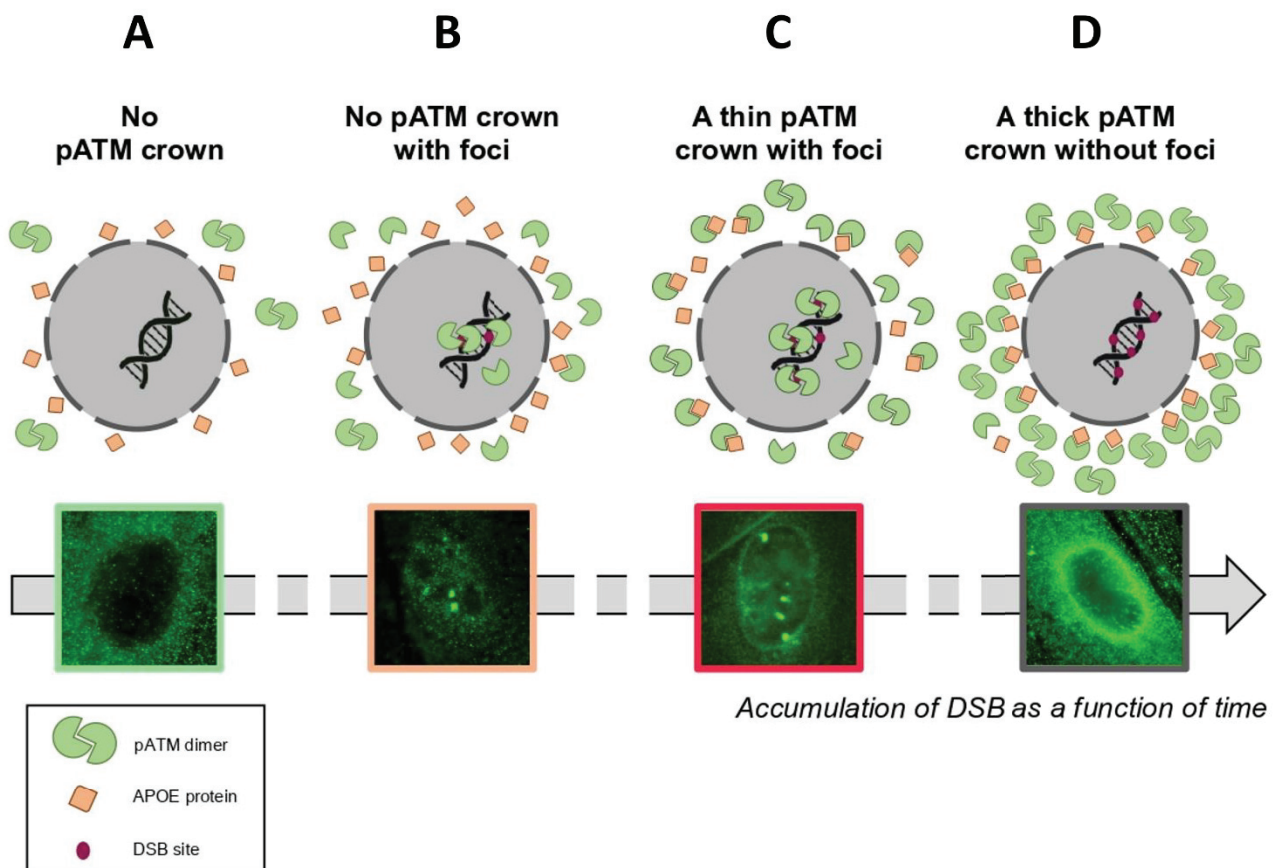 A
B
C
D
No
pATM crown
No pATM crown
with foci
A thin pATM
crown with foci
A thick pATM
crown without foci
Accumulation of DSB as a function of time
pATM dimer
APOE protein
DSB site